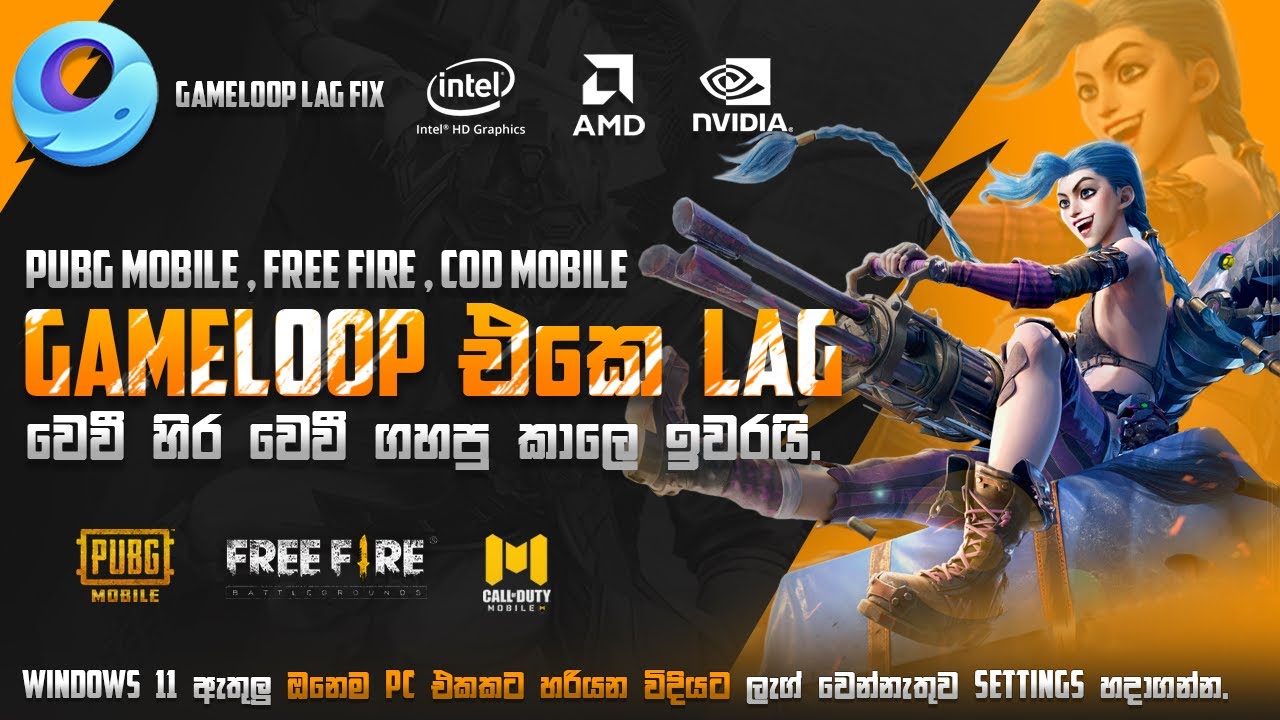 GAMELOOP LAG FIX
intel
Intel® HD Graphics
AMD
NVIDIA.
PUBG MOBILE , FREE FIRE , COD MOBILE
GAMELOOP එකෙ LAG
වෙවී හිර වෙවී ගහපු කාලෙ ඉවරයි.
PUBG
MOBILE
FREE FIRE
BATTLEGROUNDS
CALL OF DUTY
MOBILE
WINDOWS 11 ඇතුලු ඔනෙම PC එකකට හරියන විදියට ලැග් වෙන්නැතුව SETTINGS හදාගන්න.